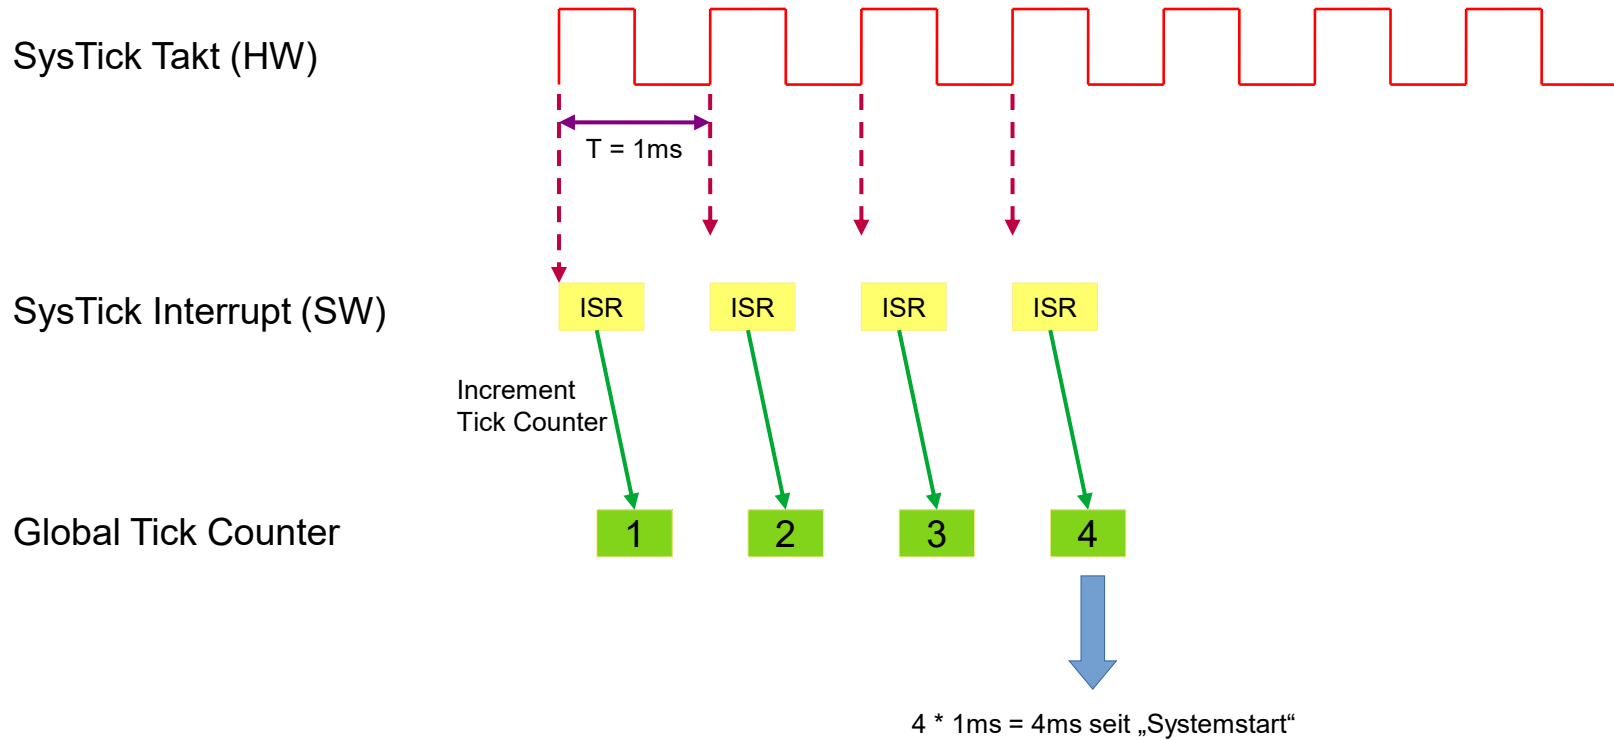 SysTick Takt (HW)
T = 1ms
SysTick Interrupt (SW)
ISR
ISR
ISR
ISR
Increment
Tick Counter
Global Tick Counter
1
2
3
4
4 * 1ms = 4ms seit „Systemstart“